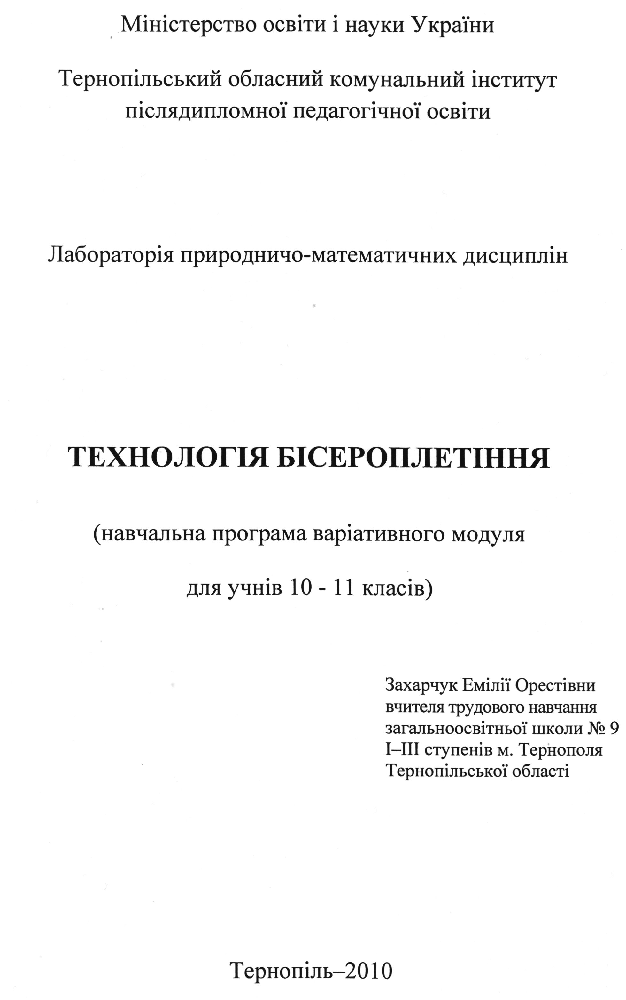 Міністерство освіти і науки України
Тернопільський обласний комунальний інститут
післядипломної педагогічної освіти
Лабораторія природничо-математичних дисциплін
ТЕХНОЛОГІЯ БІСЕРОПЛЕТІННЯ
(навчальна програма варіативного модуля
для учнів 10 - 11 класів)
Захарчук Емілії Орестівни
вчителя трудового навчання
загальноосвітньої школи № 9
І–ІІІ ступенів м. Тернополя
Тернопільської області
Тернопіль–2010